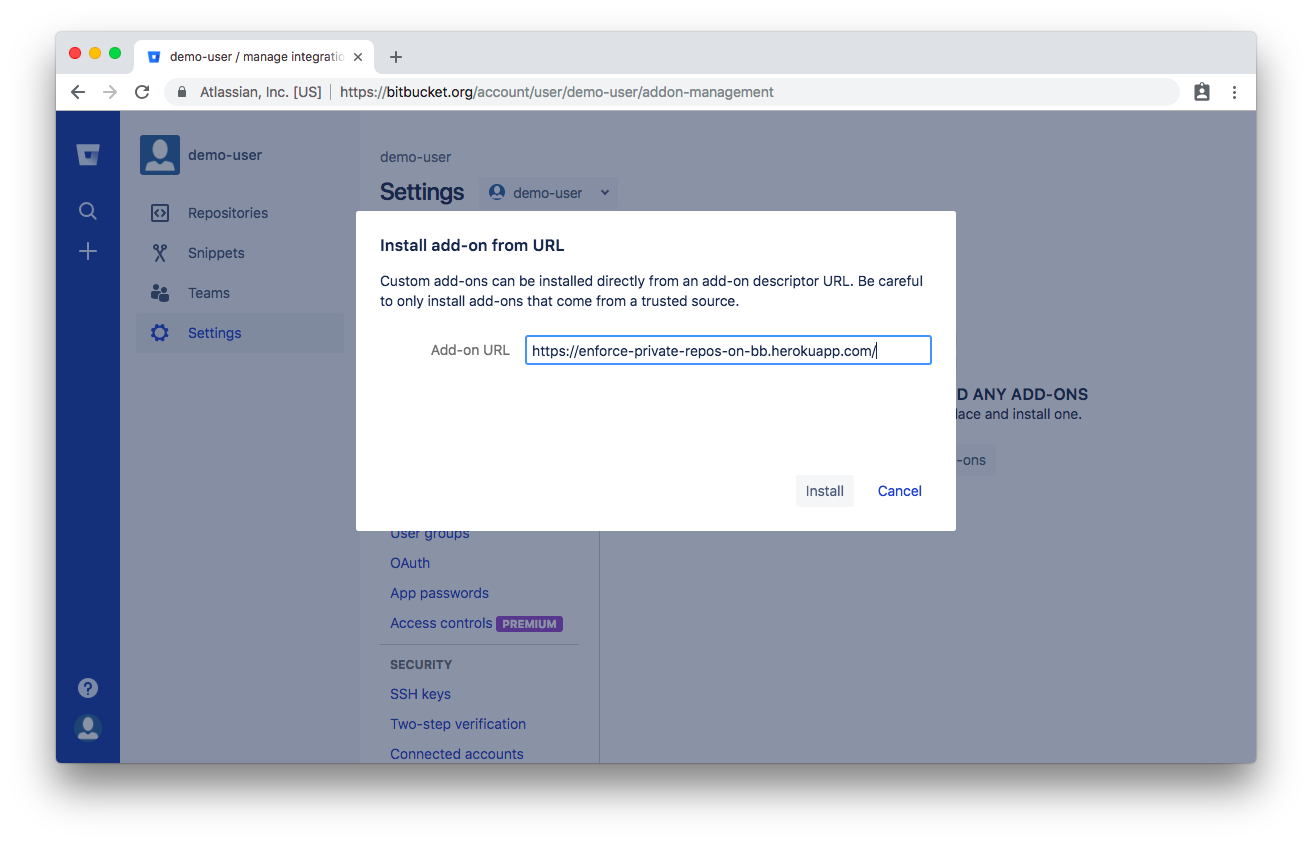 demo-user / manage integratio
Atlassian, Inc. [US] https://bitbucket.org/account/user/demo-user/addon-management
demo-user
Repositories
Snippets
Teams
Settings
demo-user
Settings
demo-user
Install add-on from URL
Custom add-ons can be installed directly from an add-on descriptor URL. Be careful
to only install add-ons that come from a trusted source.
Add-on URL
https://enforce-private-repos-on-bb.herokuapp.com/
Install
Cancel
D ANY ADD-ONS
lace and install one.
-ons
User groups
OAuth
App passwords
Access controls PREMIUM
SECURITY
SSH keys
Two-step verification
Connected accounts